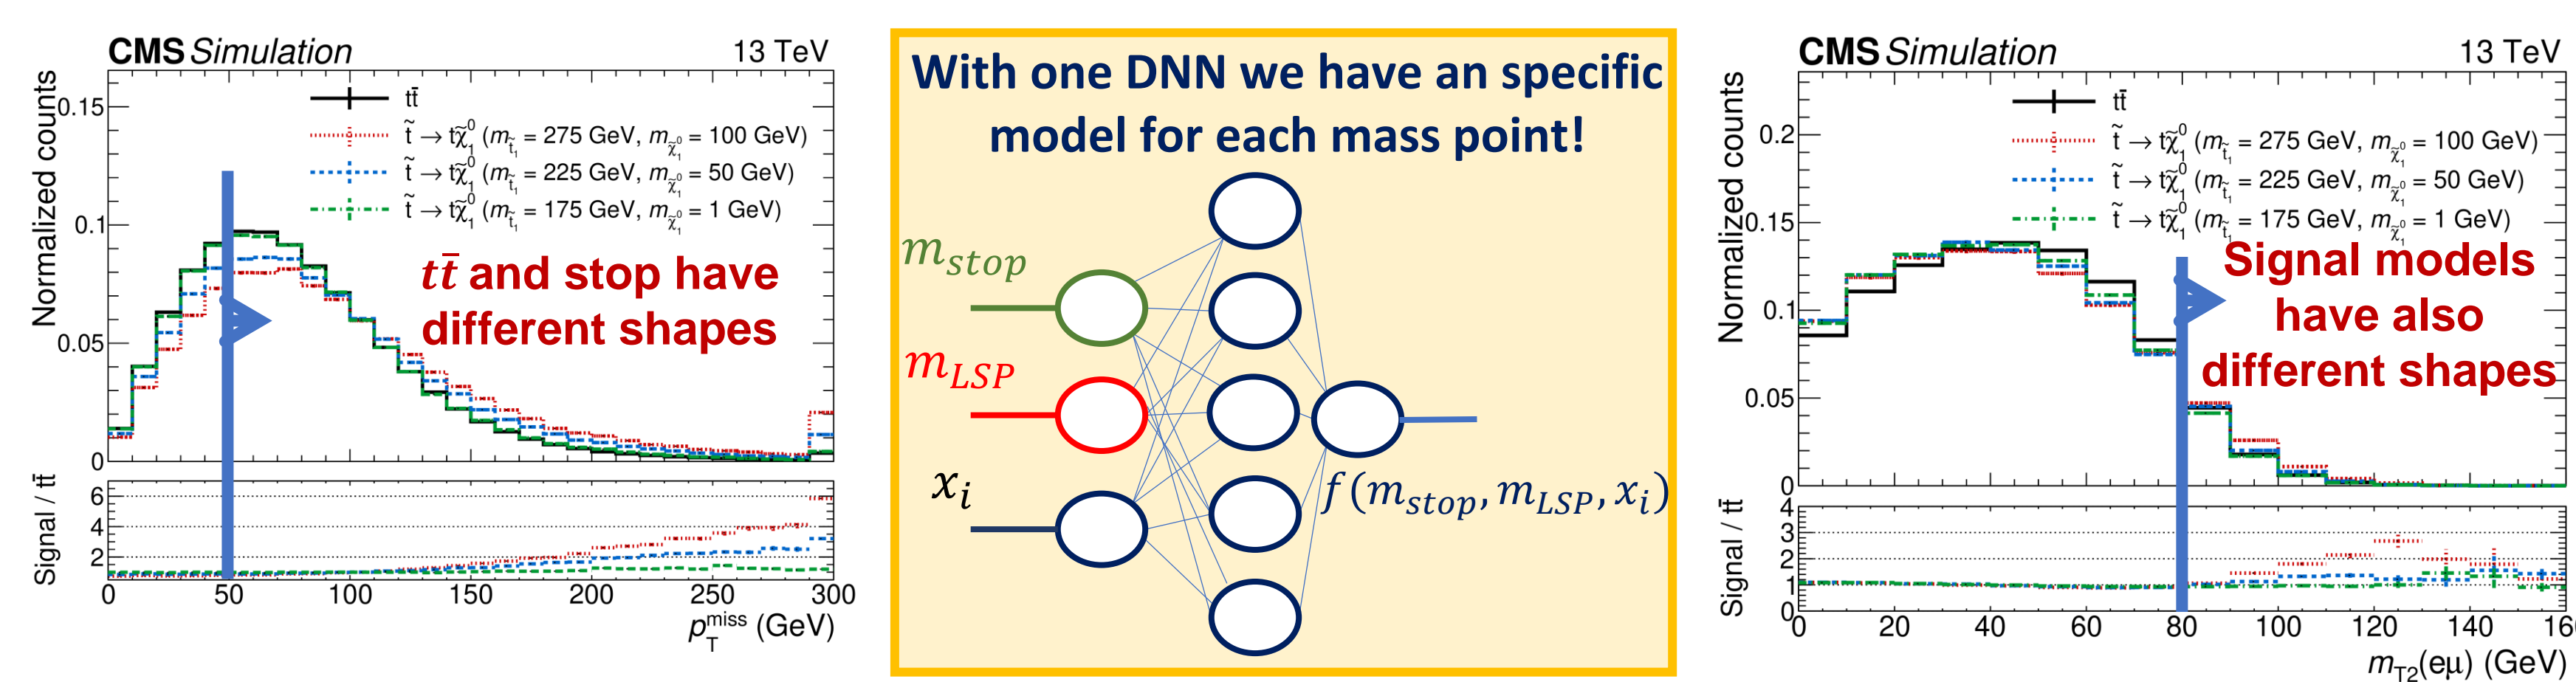 CMS Simulation 13 TeV
Normalized counts
0.15
0.1
0.05
0
tt̄
t̃ → tχ̃₁⁰ (m_t̃₁ = 275 GeV, m_χ̃₁⁰ = 100 GeV)
t̃ → tχ̃₁⁰ (m_t̃₁ = 225 GeV, m_χ̃₁⁰ = 50 GeV)
t̃ → tχ̃₁⁰ (m_t̃₁ = 175 GeV, m_χ̃₁⁰ = 1 GeV)
tt̄ and stop have
different shapes
Signal / tt̄
6
4
2
0 50 100 150 200 250 300
p_T^miss (GeV)
With one DNN we have an specific
model for each mass point!
m_stop
m_LSP
x_i
f(m_stop, m_LSP, x_i)
CMS Simulation 13 TeV
Normalized counts
0.2
0.15
0.1
0.05
0
tt̄
t̃ → tχ̃₁⁰ (m_t̃₁ = 275 GeV, m_χ̃₁⁰ = 100 GeV)
t̃ → tχ̃₁⁰ (m_t̃₁ = 225 GeV, m_χ̃₁⁰ = 50 GeV)
t̃ → tχ̃₁⁰ (m_t̃₁ = 175 GeV, m_χ̃₁⁰ = 1 GeV)
Signal models
have also
different shapes
Signal / tt̄
4
3
2
1
0
0 20 40 60 80 100 120 140 16
m_T2(eμ) (GeV)